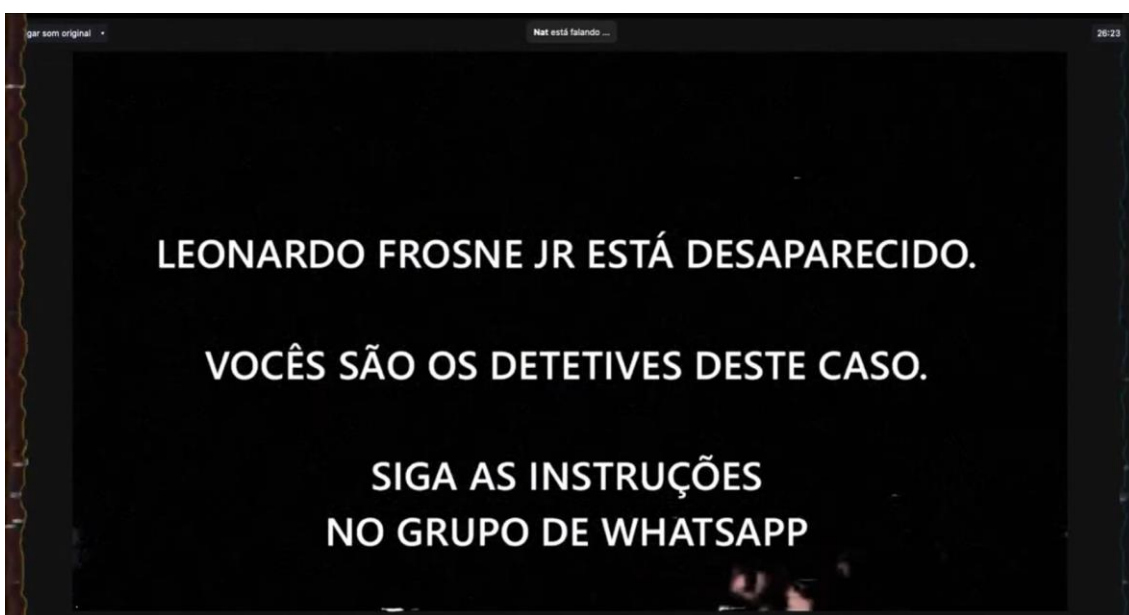 gar som original
Nat está falando ...
26:23
LEONARDO FROSNE JR ESTÁ DESAPARECIDO.
VOCÊS SÃO OS DETETIVES DESTE CASO.
SIGA AS INSTRUÇÕES
NO GRUPO DE WHATSAPP